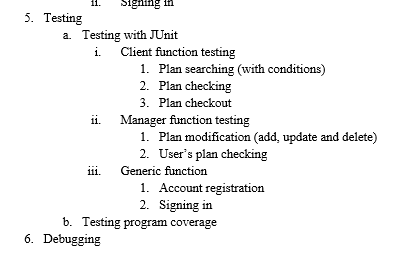 ii. Signing in
5. Testing
a. Testing with JUnit
i. Client function testing
1. Plan searching (with conditions)
2. Plan checking
3. Plan checkout
ii. Manager function testing
1. Plan modification (add, update and delete)
2. User's plan checking
iii. Generic function
1. Account registration
2. Signing in
b. Testing program coverage
6. Debugging